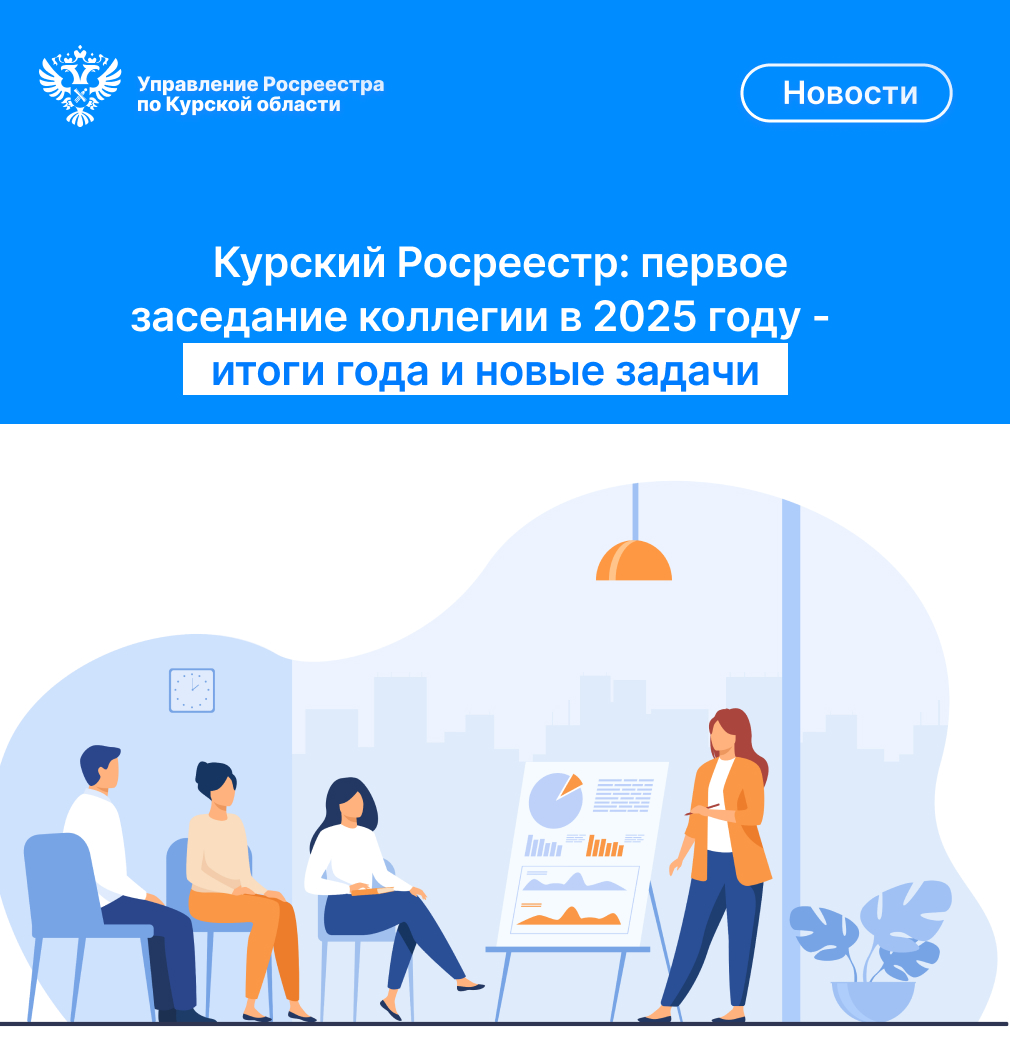 Управление Росреестра
по Курской области
Новости
Курский Росреестр: первое
заседание коллегии в 2025 году -
итоги года и новые задачи